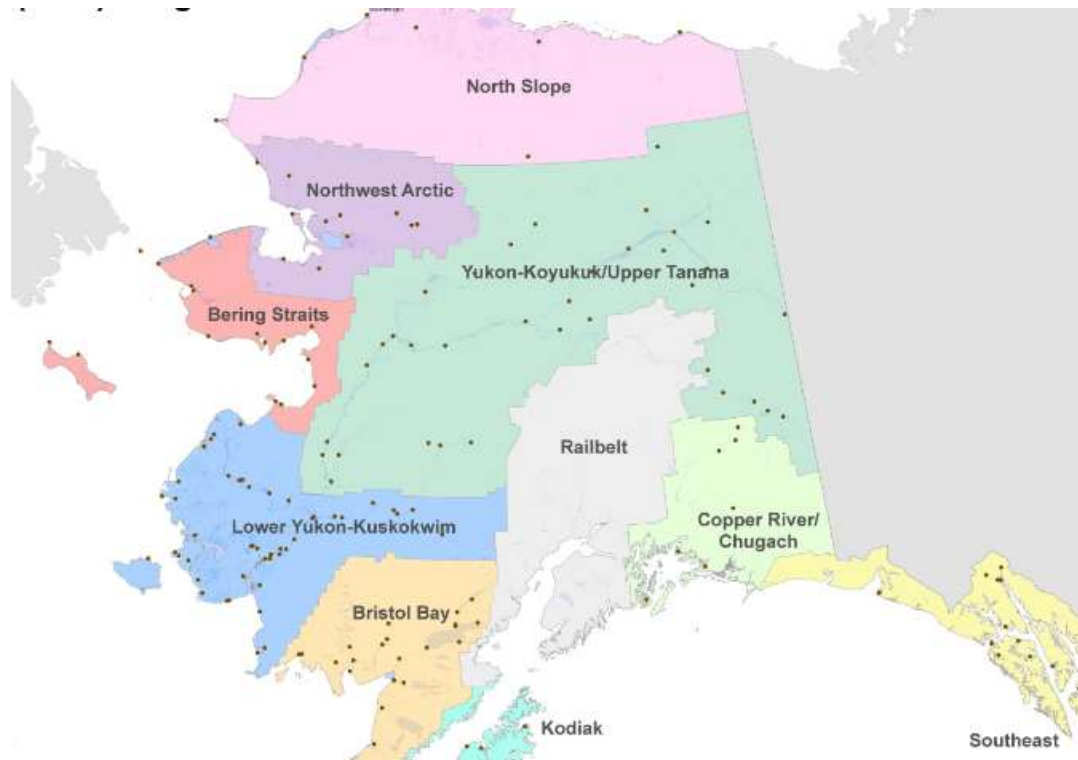 North Slope
Northwest Arctic
Yukon-Koyukuk/Upper Tanana
Bering Straits
Railbelt
Lower Yukon-Kuskokwim
Copper River/
Chugach
Bristol Bay
Kodiak
Southeast